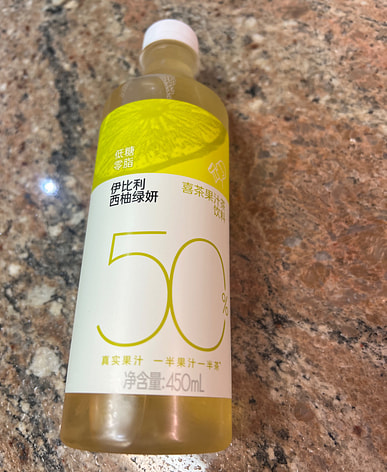 低糖
零脂
伊比利
西柚绿妍
喜茶果汁茶
饮料
50%
真实果汁 一半果汁一半茶*
净含量:450mL